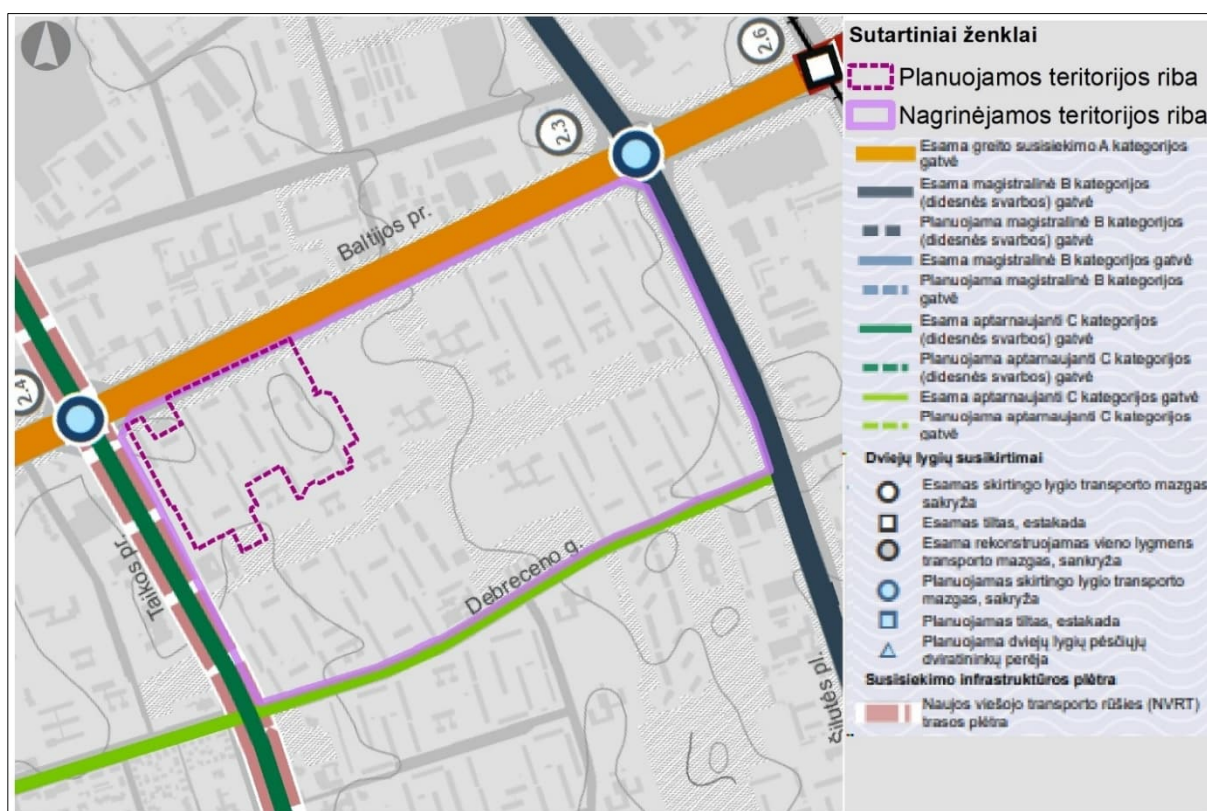 Sutartiniai ženklai
Planuojamos teritorijos riba
Nagrinėjamos teritorijos riba
Esama greito susisiekimo A kategorijos
gatvė
Esama magistralinė B kategorijos
(didesnės svarbos) gatvė
Planuojama magistralinė B kategorijos
(didesnės svarbos) gatvė
Esama magistralinė B kategorijos gatvė
Planuojama magistralinė B kategorijos
gatvė
Esama aptarnaujanti C kategorijos
(didesnės svarbos) gatvė
Planuojama aptarnaujanti C kategorijos
(didesnės svarbos) gatvė
Esama aptarnaujanti C kategorijos gatvė
Planuojama aptarnaujanti C kategorijos
gatvė
Dviejų lygių susikirtimai
Esamas skirtingo lygio transporto mazgas,
sakryža
Esamas tiltas, estakada
Esama rekonstruojamas vieno lygmens
transporto mazgas, sankryža
Planuojamas skirtingo lygio transporto
mazgas, sakryža
Planuojamas tiltas, estakada
Planuojama dviejų lygių pėsčiųjų
dviratininkų perėja
Susisiekimo infrastruktūros plėtra
Naujos viešojo transporto rūšies (NVRT)
trasos plėtra
2.6
2.3
Baltijos pr.
2.4
Taikos pr.
Debreceno g.
Šilutės pl.